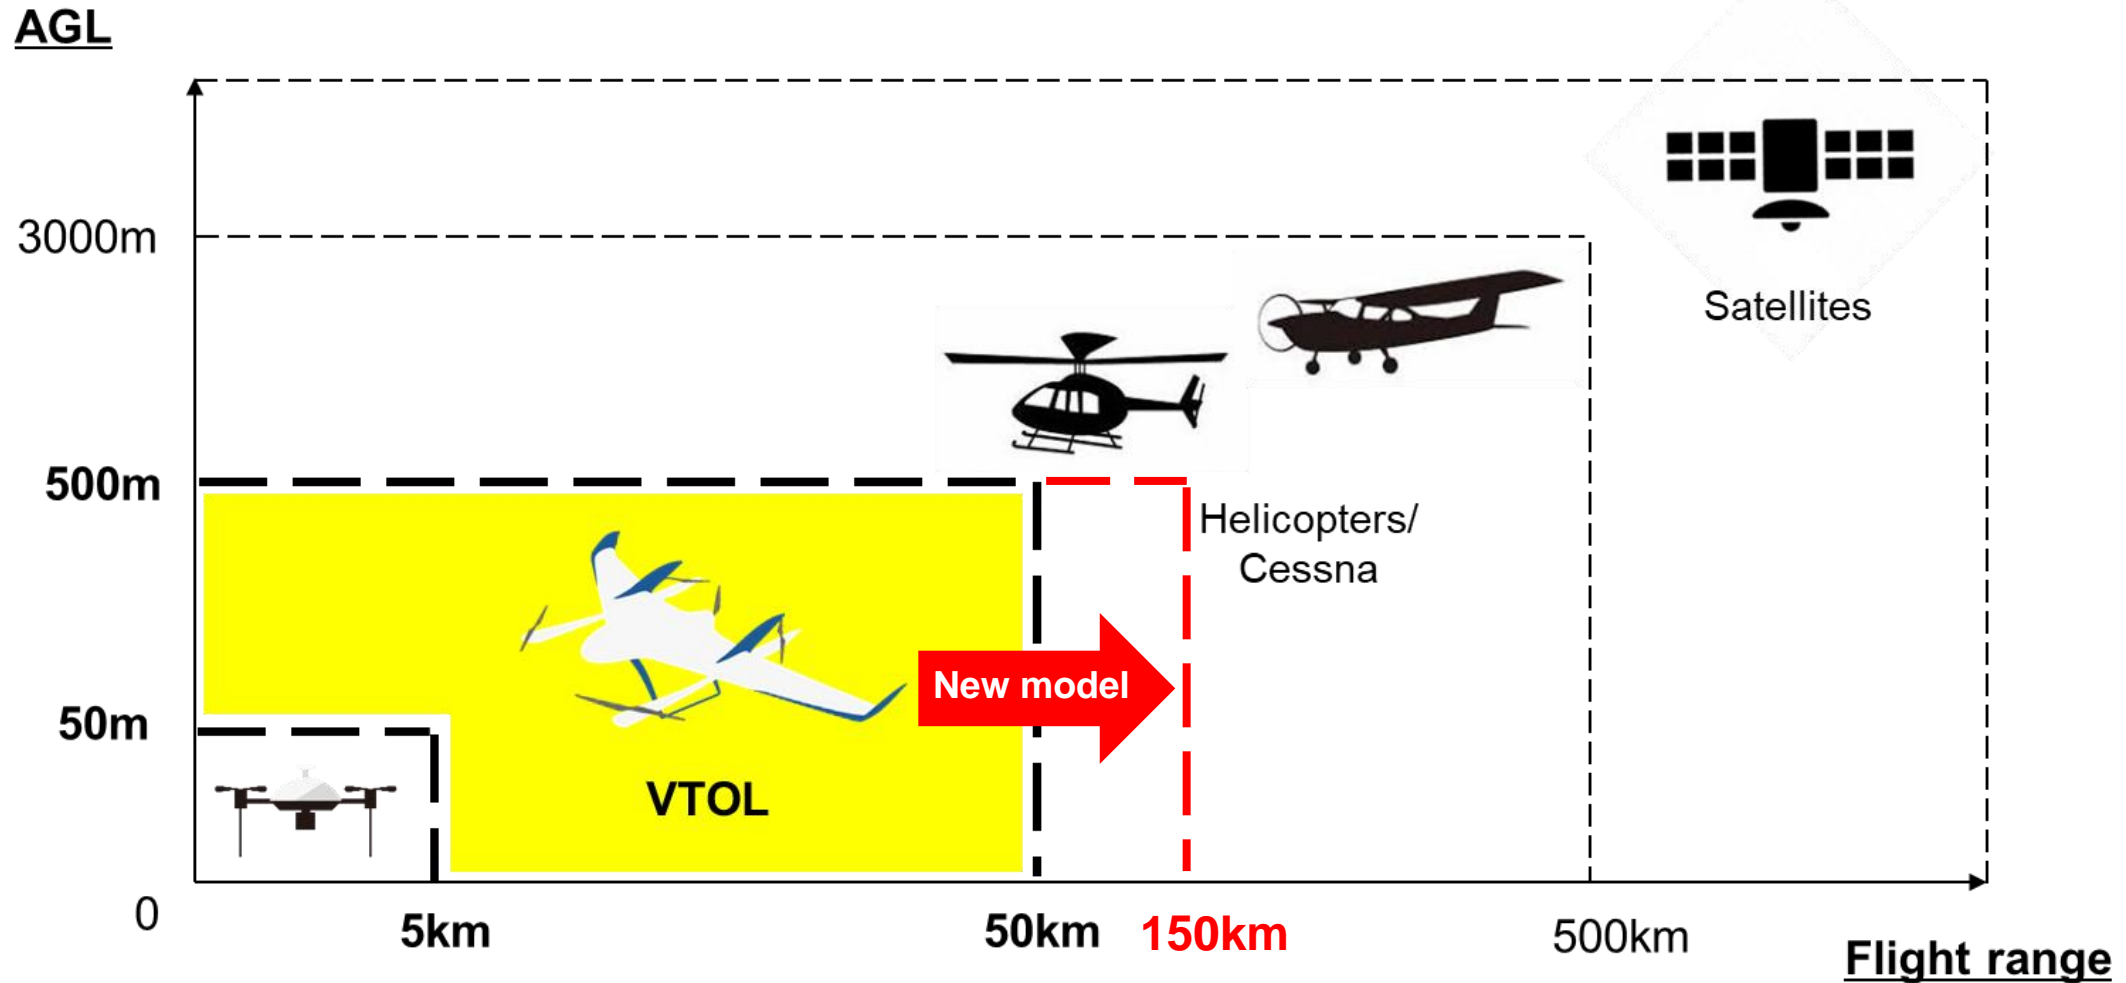 AGL
3000m
Satellites
500m
Helicopters/
Cessna
New model
50m
VTOL
0
5km
50km
150km
500km
Flight range